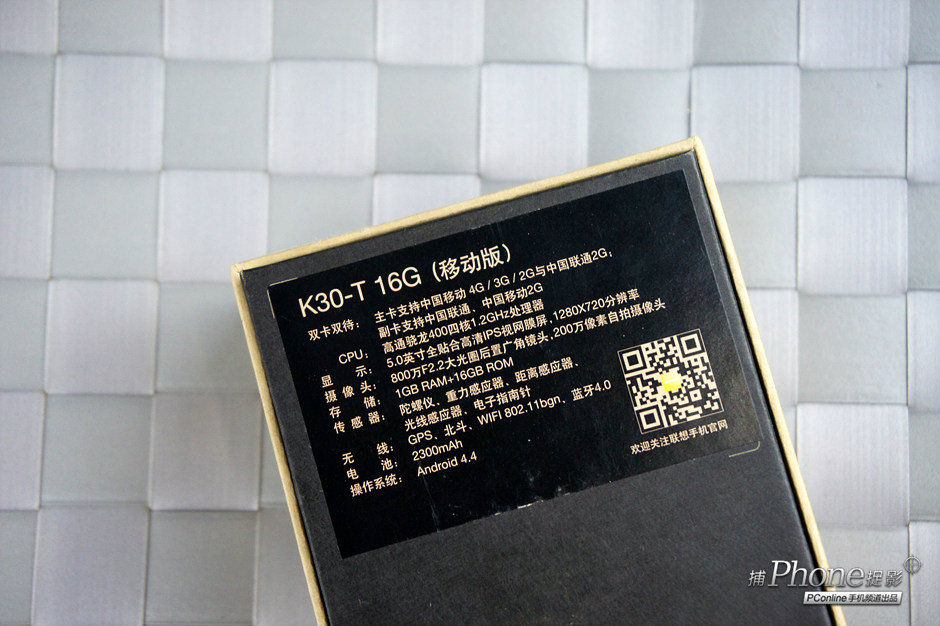 K30-T 16G（移动版）
双卡双待： 主卡支持中国移动 4G / 3G / 2G与中国联通2G；
副卡支持中国联通、中国移动2G
CPU： 高通骁龙400四核1.2GHz处理器
显 示： 5.0英寸全贴合高清IPS视网膜屏，1280X720分辨率
摄 像 头： 800万F2.2大光圈后置广角镜头、200万像素自拍摄像头
存 储： 1GB RAM+16GB ROM
传 感 器： 陀螺仪、重力感应器、距离感应器、
光线感应器、电子指南针
无 线： GPS、北斗、WIFI 802.11bgn、蓝牙4.0
电 池： 2300mAh
操作系统： Android 4.4
欢迎关注联想手机官网
捕Phone捉影
PConline 手机频道出品